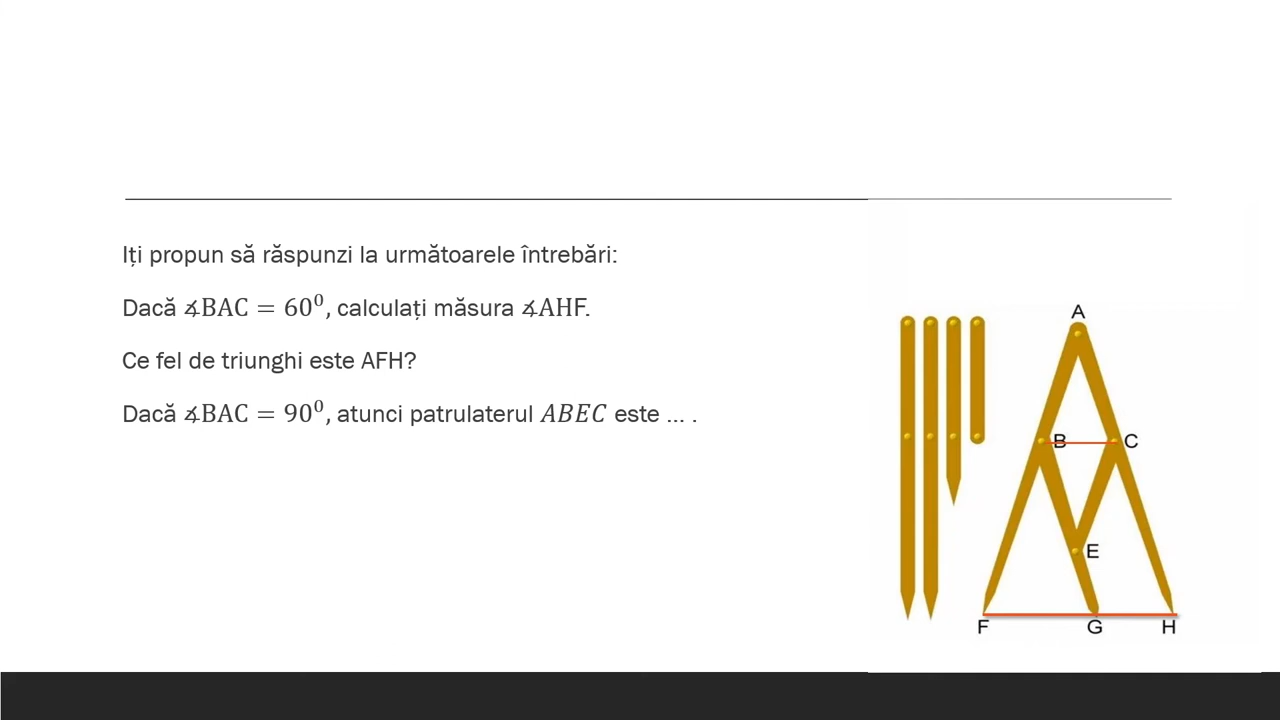 Iți propun să răspunzi la următoarele întrebări:
Dacă ∡BAC = 60⁰, calculați măsura ∡AHF.
Ce fel de triunghi este AFH?
Dacă ∡BAC = 90⁰, atunci patrulaterul ABEC este ... .
A
B C
E
F G H